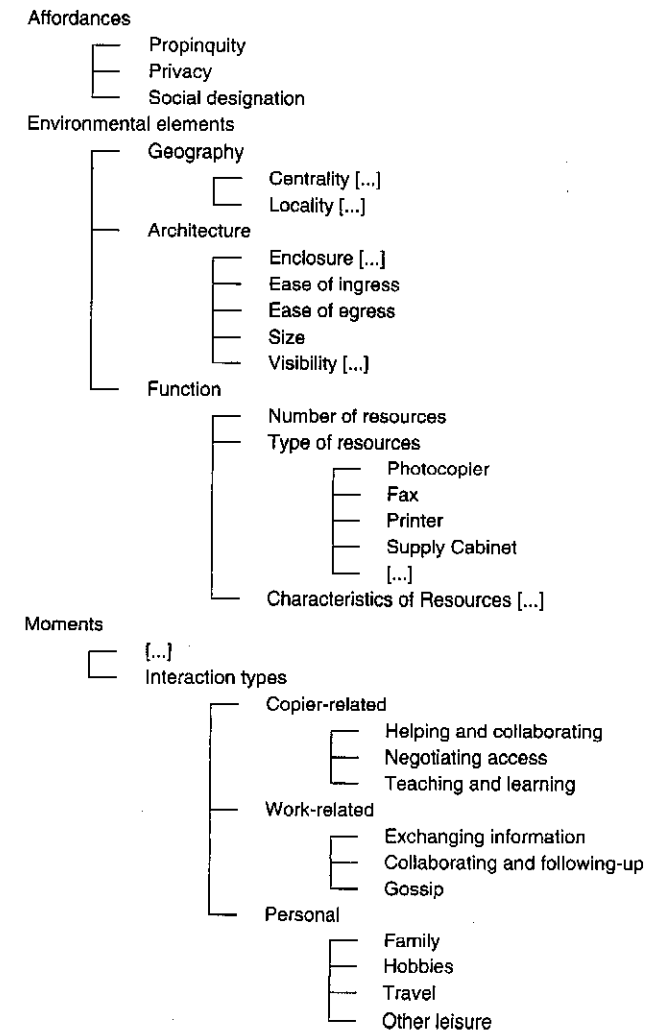 Affordances
Propinquity
Privacy
Social designation
Environmental elements
Geography
Centrality [...]
Locality [...]
Architecture
Enclosure [...]
Ease of ingress
Ease of egress
Size
Visibility [...]
Function
Number of resources
Type of resources
Photocopier
Fax
Printer
Supply Cabinet
[...]
Characteristics of Resources [...]
Moments
[...]
Interaction types
Copier-related
Helping and collaborating
Negotiating access
Teaching and learning
Work-related
Exchanging information
Collaborating and following-up
Gossip
Personal
Family
Hobbies
Travel
Other leisure